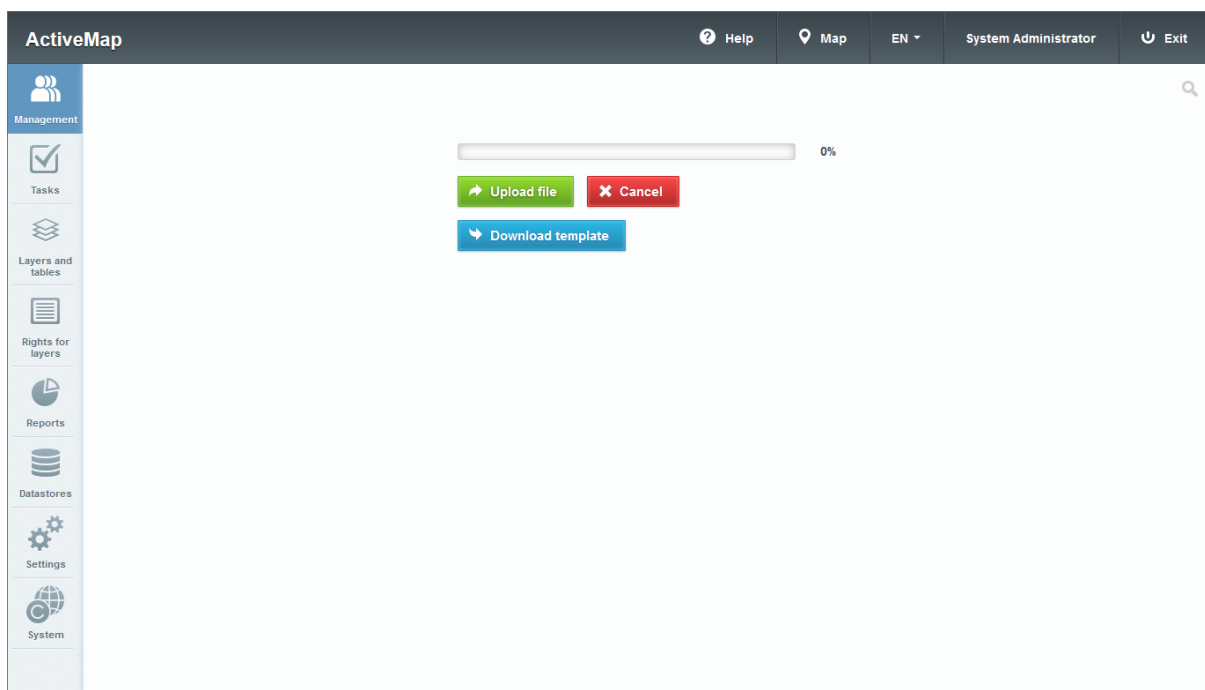 ActiveMap
Help
Map
EN
System Administrator
Exit
Management
Tasks
Layers and
tables
Rights for
layers
Reports
Datastores
Settings
System
0%
Upload file
Cancel
Download template